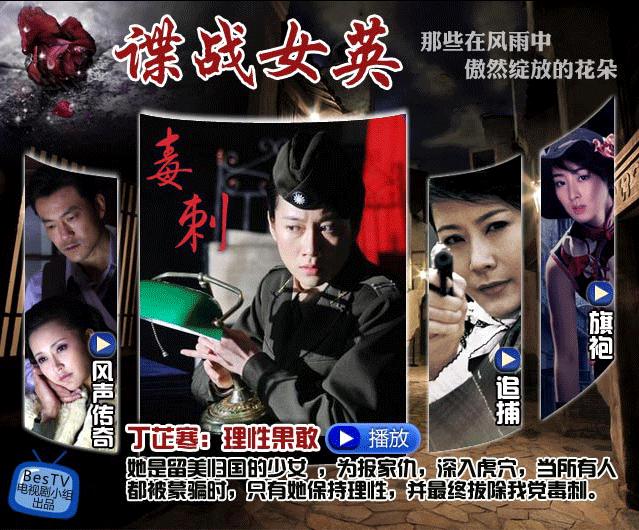 谍战女英
那些在风雨中
傲然绽放的花朵
毒刺
风声传奇
追捕
旗袍
丁芷寒：理性果敢
播放
她是留美归国的少女，为报家仇，深入虎穴，当所有人
都被蒙骗时，只有她保持理性，并最终拔除我党毒刺。
BesTV
电视剧小组
出品